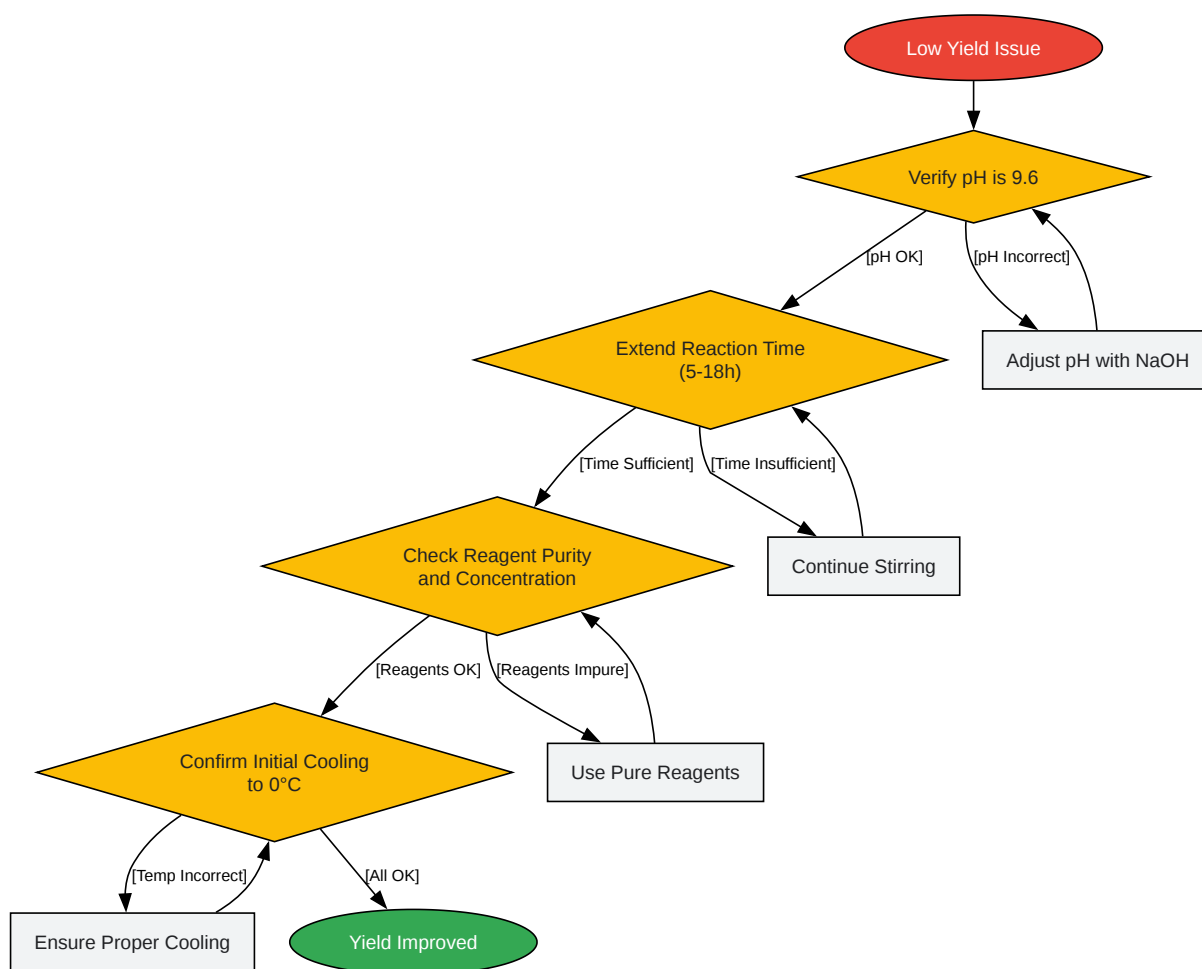 Low Yield Issue
Verify pH is 9.6
[pH OK]
[pH Incorrect]
Extend Reaction Time
(5-18h)
Adjust pH with NaOH
[Time Sufficient]
[Time Insufficient]
Check Reagent Purity
and Concentration
Continue Stirring
[Reagents OK]
[Reagents Impure]
Confirm Initial Cooling
to 0°C
Use Pure Reagents
[Temp Incorrect]
[All OK]
Ensure Proper Cooling
Yield Improved